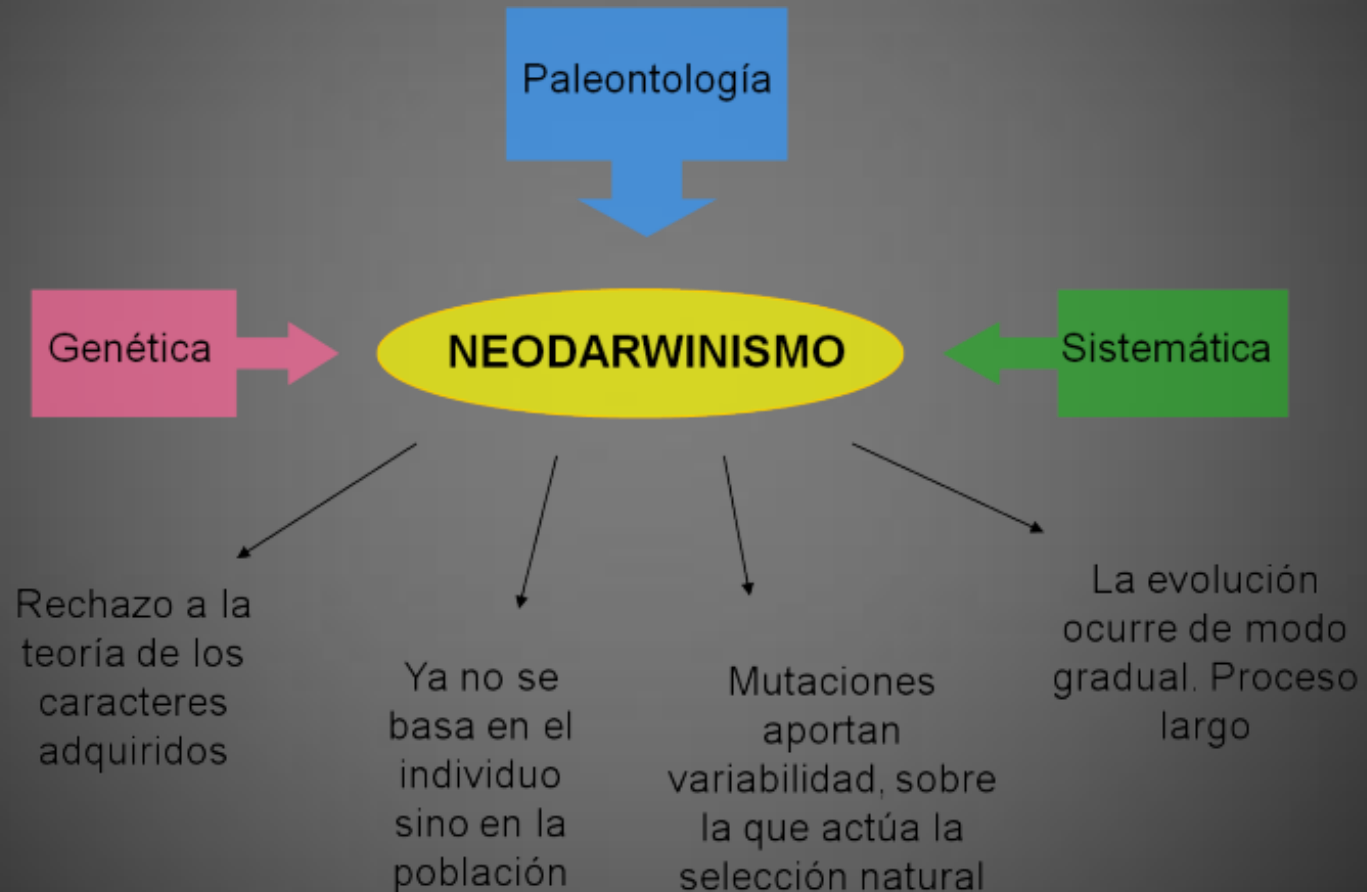 Paleontología
Genética
NEODARWINISMO
Sistemática
Rechazo a la
teoría de los
caracteres
adquiridos
Ya no se
basa en el
individuo
sino en la
población
Mutaciones
aportan
variabilidad, sobre
la que actúa la
selección natural
La evolución
ocurre de modo
gradual. Proceso
largo